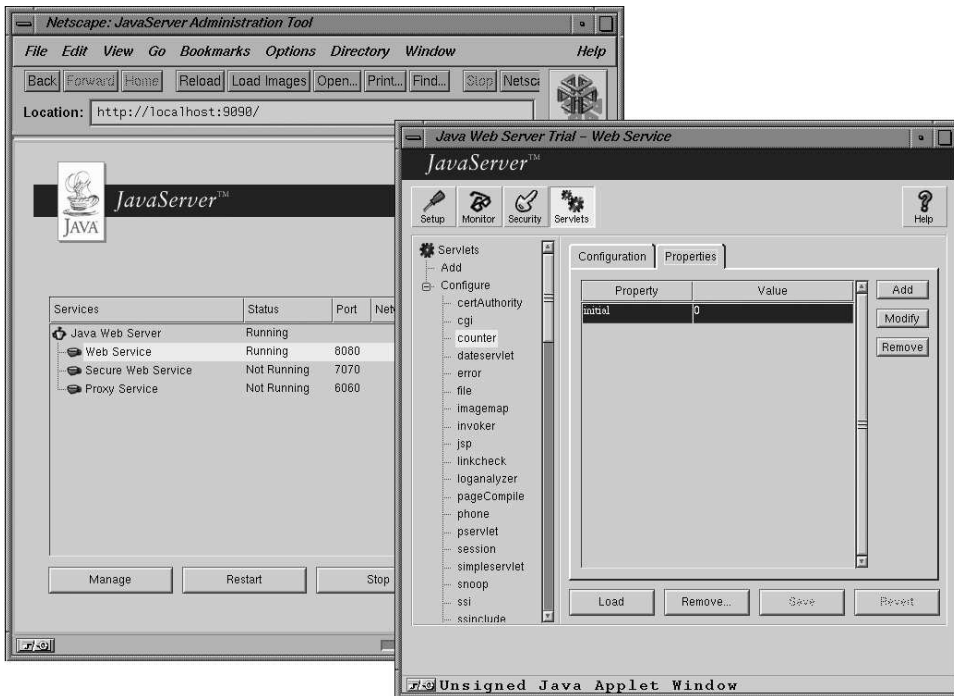 Netscape: JavaServer Administration Tool
File Edit View Go Bookmarks Options Directory Window Help
Back Forward Home Reload Load Images Open... Print... Find... Stop Netsca
Location: http://localhost:9090/
JavaServer™
JAVA
Services Status Port Net
Java Web Server Running
Web Service Running 8080
Secure Web Service Not Running 7070
Proxy Service Not Running 6060
Manage Restart Stop
Java Web Server Trial – Web Service
JavaServer™
Setup Monitor Security Servlets Help
Servlets
Add
Configure
certAuthority
cgi
counter
dateservlet
error
file
imagemap
invoker
jsp
linkcheck
loganalyzer
pageCompile
phone
pservlet
session
simpleservlet
snoop
ssi
ssinclude
Configuration Properties
Property Value
initial 0
Add
Modify
Remove
Load Remove... Save Revert
Unsigned Java Applet Window